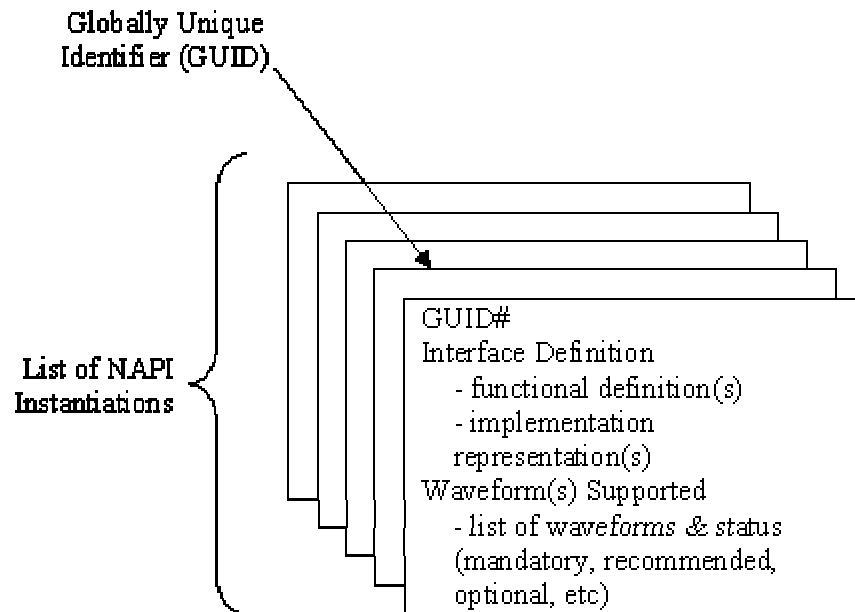 Globally Unique
Identifier (GUID)
List of NAPI
Instantiations
GUID#
Interface Definition
- functional definition(s)
- implementation
representation(s)
Waveform(s) Supported
- list of waveforms & status
(mandatory, recommended,
optional, etc)